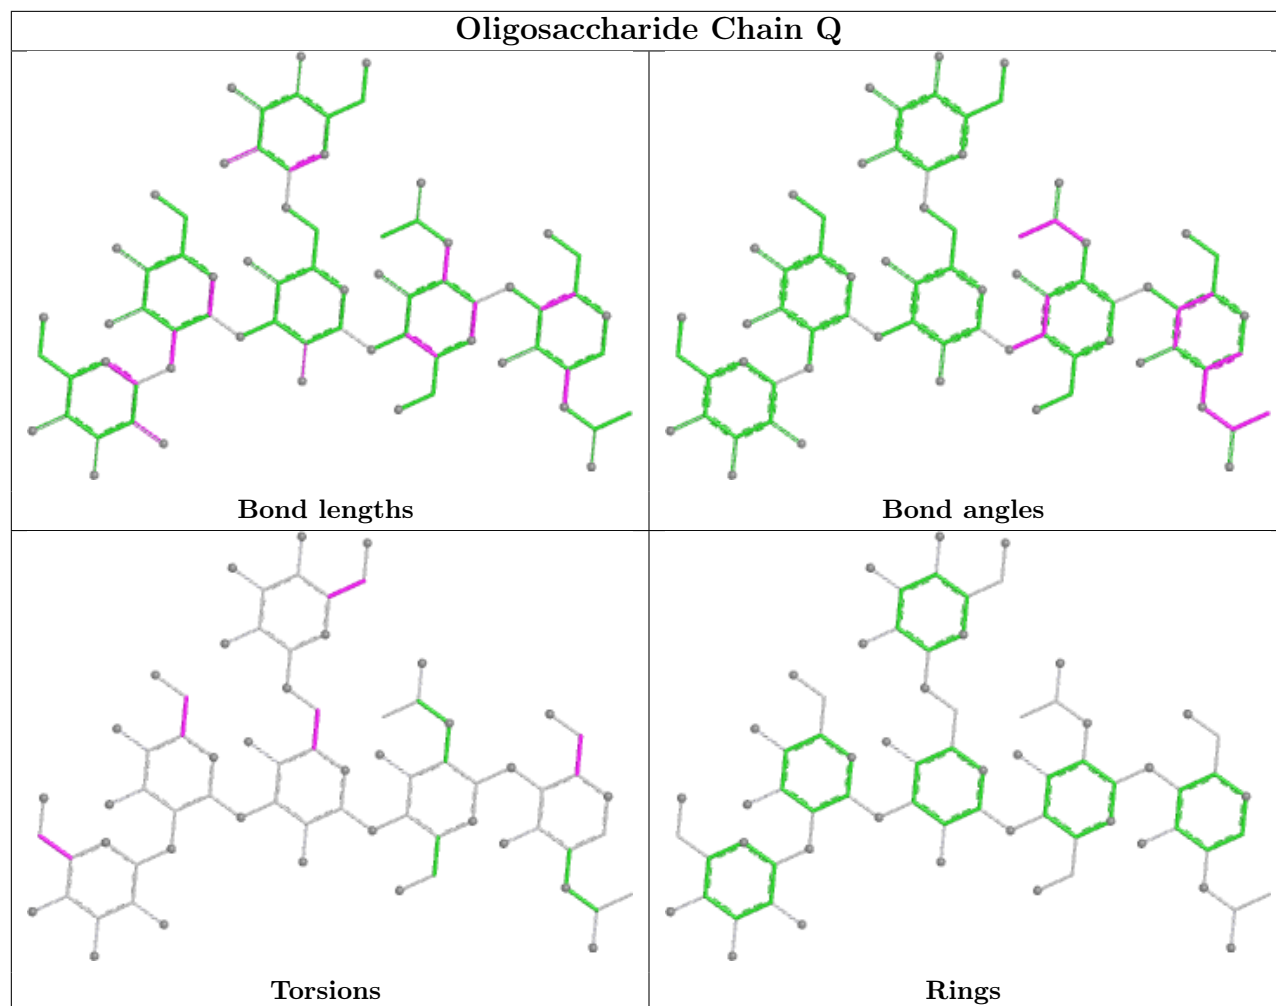 Oligosaccharide Chain Q
Bond lengths
Bond angles
Torsions
Rings